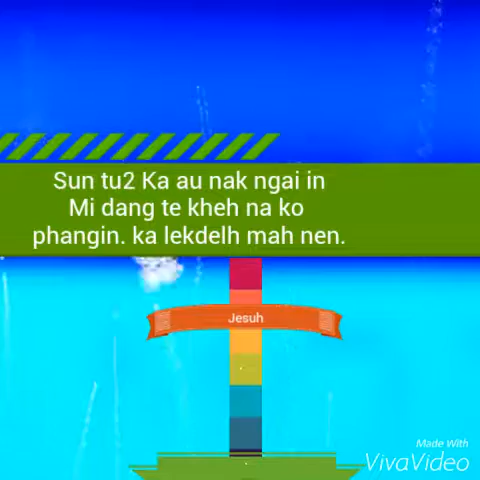 Sun tu2 Ka au nak ngai in
Mi dang te kheh na ko
phangin. ka lekdelh mah nen.
Jesuh
Made With
VivaVideo